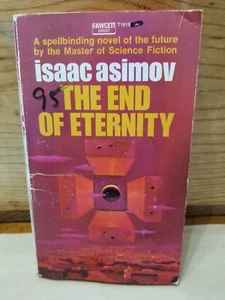 FAWCETT
CREST
A spellbinding novel of the future
by the Master of Science Fiction
isaac asimov
95
THE END
OF ETERNITY